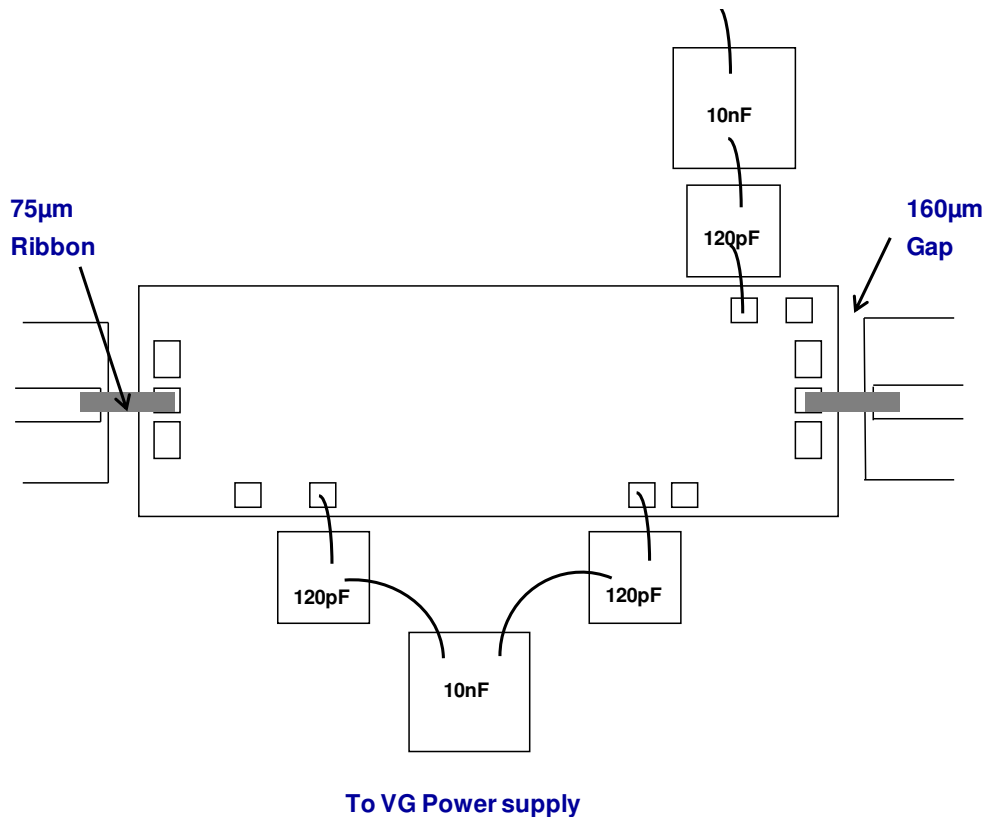 10nF
75µm
Ribbon
120pF
160µm
Gap
120pF
120pF
10nF
To VG Power supply